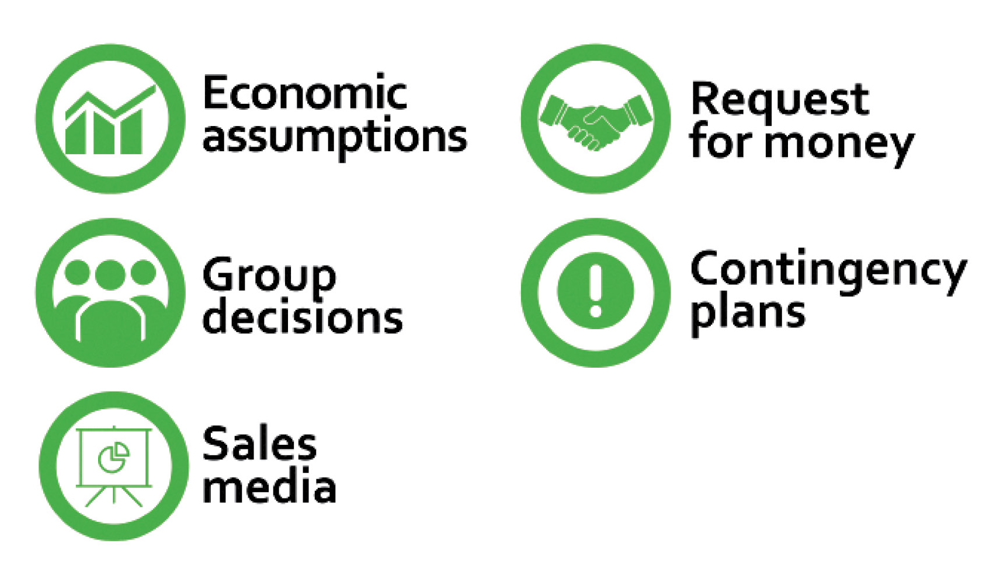 Economic
assumptions
Request
for money
Group
decisions
Contingency
plans
Sales
media